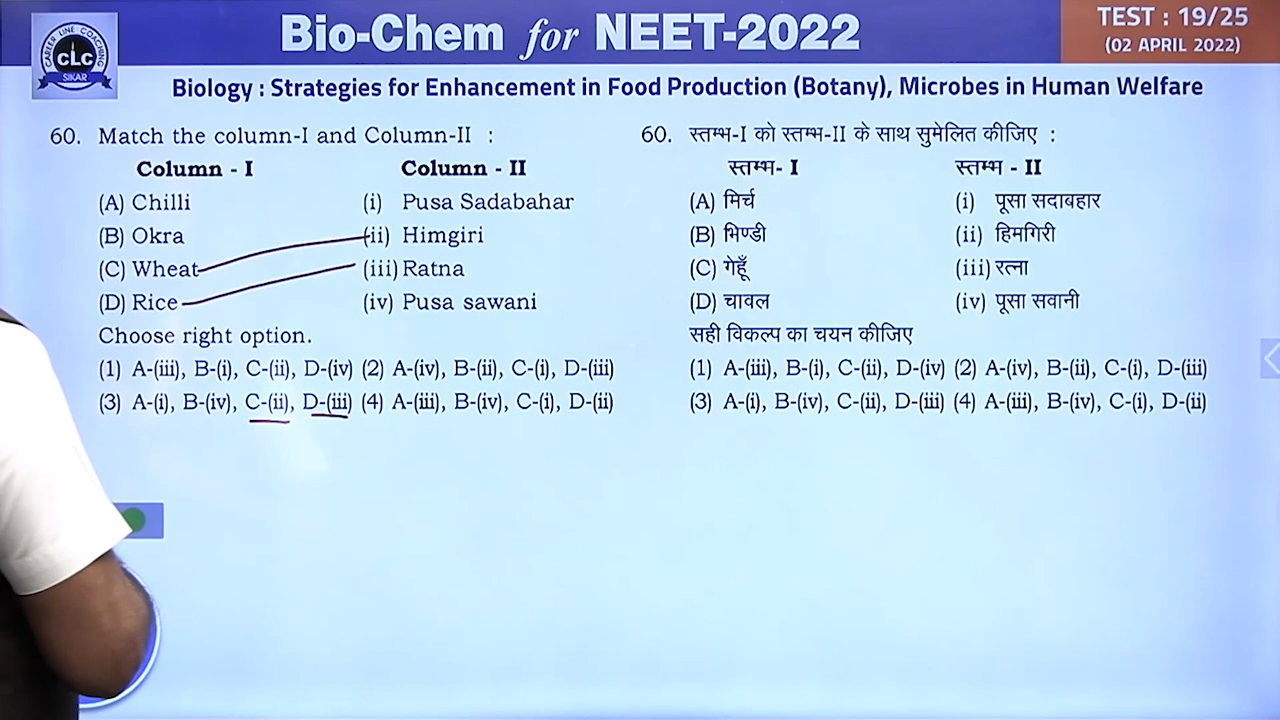 Bio-Chem for NEET-2022
TEST : 19/25
(02 APRIL 2022)
CAREER LINE COACHING
CLC
SIKAR
Biology : Strategies for Enhancement in Food Production (Botany), Microbes in Human Welfare
60. Match the column-I and Column-II :
Column - I Column - II
(A) Chilli (i) Pusa Sadabahar
(B) Okra (ii) Himgiri
(C) Wheat (iii) Ratna
(D) Rice (iv) Pusa sawani
Choose right option.
(1) A-(iii), B-(i), C-(ii), D-(iv) (2) A-(iv), B-(ii), C-(i), D-(iii)
(3) A-(i), B-(iv), C-(ii), D-(iii) (4) A-(iii), B-(iv), C-(i), D-(ii)
60. स्तम्भ-I को स्तम्भ-II के साथ सुमेलित कीजिए :
स्तम्भ- I स्तम्भ - II
(A) मिर्च (i) पूसा सदाबहार
(B) भिण्डी (ii) हिमगिरी
(C) गेहूँ (iii) रत्ना
(D) चावल (iv) पूसा सवानी
सही विकल्प का चयन कीजिए
(1) A-(iii), B-(i), C-(ii), D-(iv) (2) A-(iv), B-(ii), C-(i), D-(iii)
(3) A-(i), B-(iv), C-(ii), D-(iii) (4) A-(iii), B-(iv), C-(i), D-(ii)